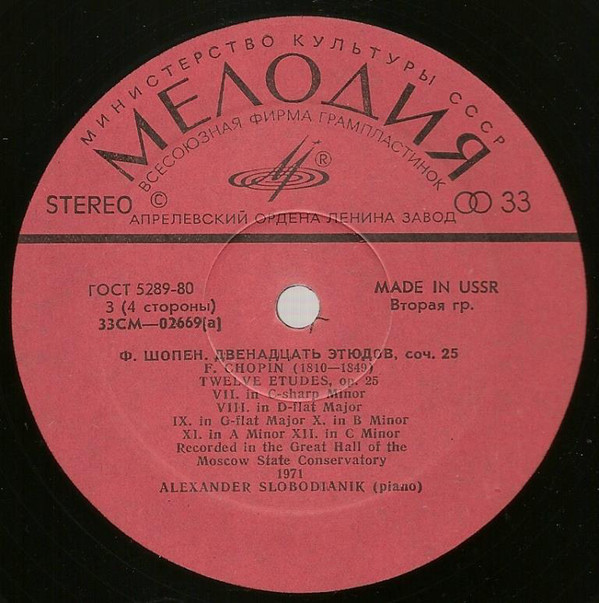 МИНИСТЕРСТВО КУЛЬТУРЫ СССР
МЕЛОДИЯ
ВСЕСОЮЗНАЯ ФИРМА ГРАМПЛАСТИНОК
®
STEREO ©
33
АПРЕЛЕВСКИЙ ОРДЕНА ЛЕНИНА ЗАВОД
ГОСТ 5289-80
MADE IN USSR
3 (4 стороны)
Вторая гр.
33СМ—02669(а)
Ф. ШОПЕН. ДВЕНАДЦАТЬ ЭТЮДОВ, соч. 25
F. CHOPIN (1810—1849)
TWELVE ETUDES, op. 25
VII. in C-sharp Minor
VIII. in D-flat Major
IX. in G-flat Major X. in B Minor
XI. in A Minor XII. in C Minor
Recorded in the Great Hall of the
Moscow State Conservatory
1971
ALEXANDER SLOBODIANIK (piano)